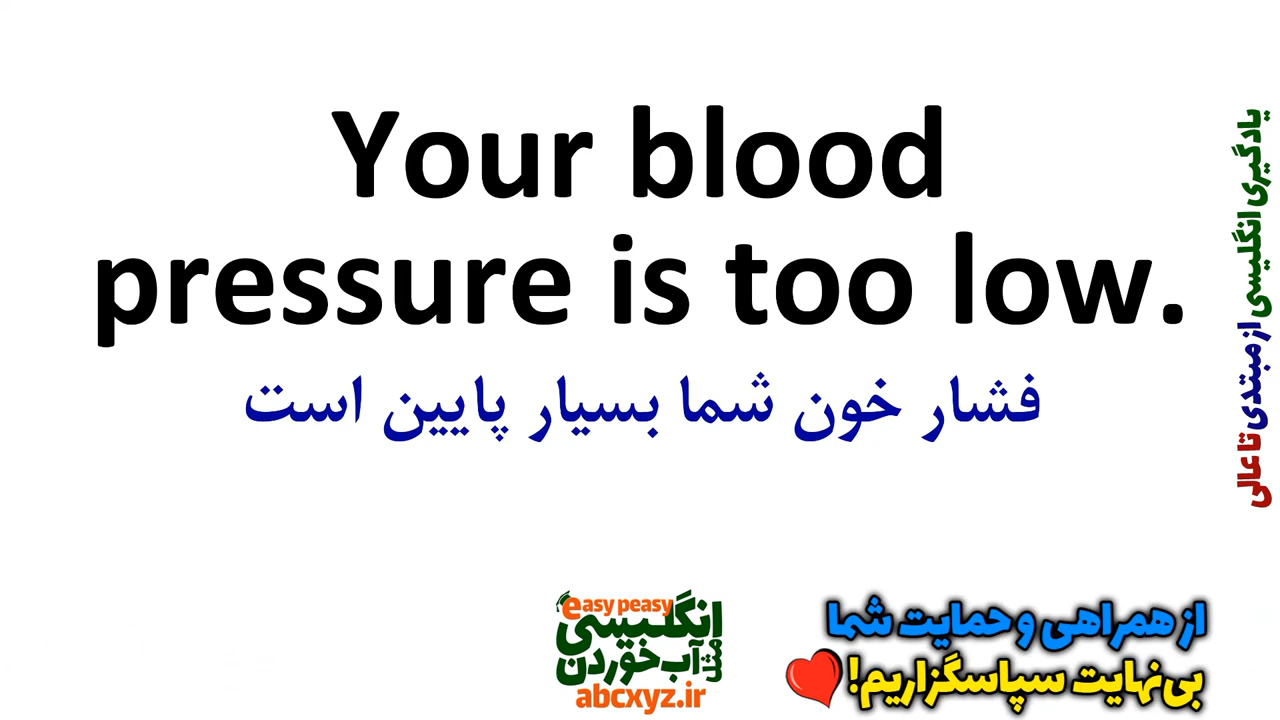 Your blood
pressure is too low.
فشار خون شما بسیار پایین است
یادگیری انگلیسی از مبتدی تا عالی
easy peasy
انگلیسی
مثل آب خوردن
abcxyz.ir
از همراهی و حمایت شما
بی‌نهایت سپاسگزاریم!